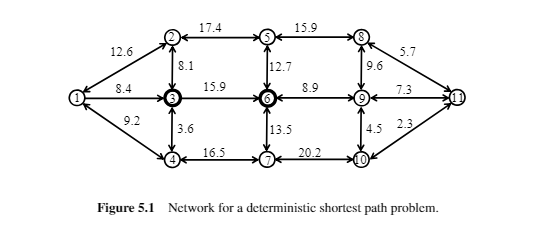 17.4 15.9
2 5 8
12.6 5.7
8.1 12.7 9.6
8.4 15.9 8.9 7.3
1 3 6 9 11
9.2 3.6 13.5 4.5 2.3
16.5 20.2
4 7 10
Figure 5.1 Network for a deterministic shortest path problem.